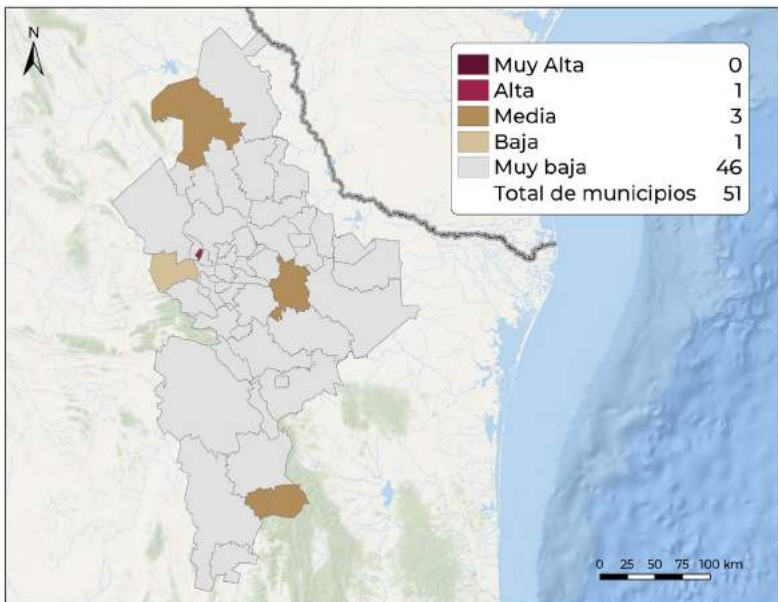 N
Muy Alta 0
Alta 1
Media 3
Baja 1
Muy baja 46
Total de municipios 51
0 25 50 75 100 km